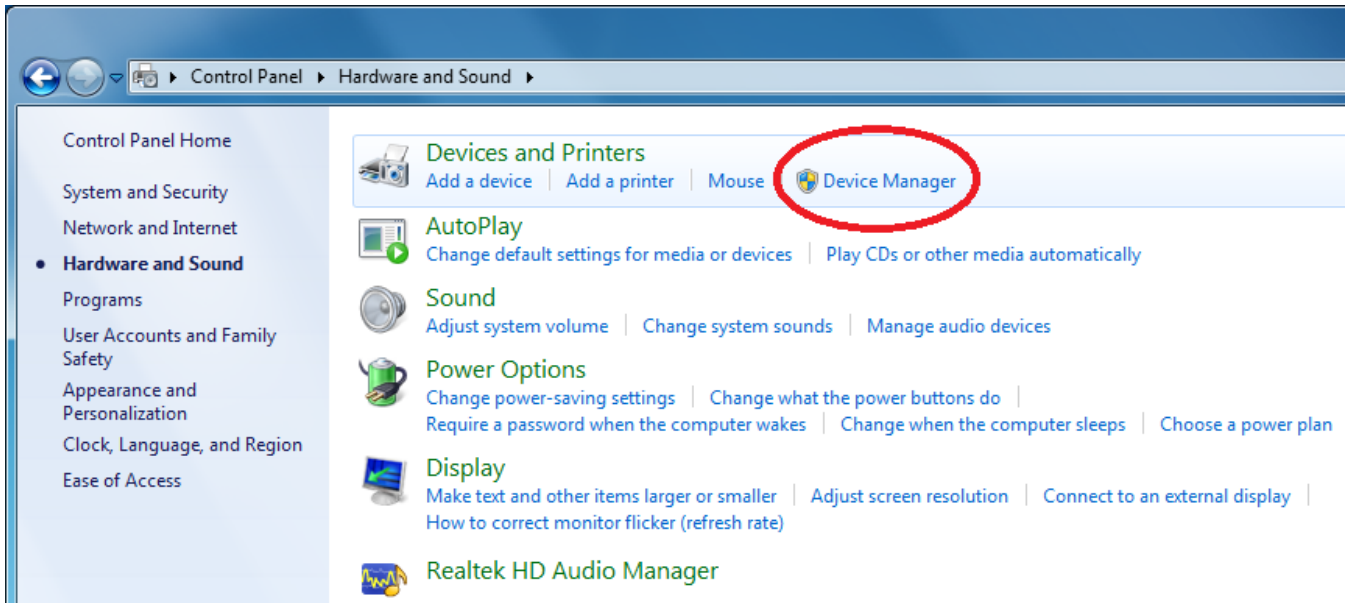 Control Panel Hardware and Sound
Control Panel Home
System and Security
Network and Internet
Hardware and Sound
Programs
User Accounts and Family
Safety
Appearance and
Personalization
Clock, Language, and Region
Ease of Access
Devices and Printers
Add a device Add a printer Mouse Device Manager
AutoPlay
Change default settings for media or devices Play CDs or other media automatically
Sound
Adjust system volume Change system sounds Manage audio devices
Power Options
Change power-saving settings Change what the power buttons do
Require a password when the computer wakes Change when the computer sleeps Choose a power plan
Display
Make text and other items larger or smaller Adjust screen resolution Connect to an external display
How to correct monitor flicker (refresh rate)
Realtek HD Audio Manager